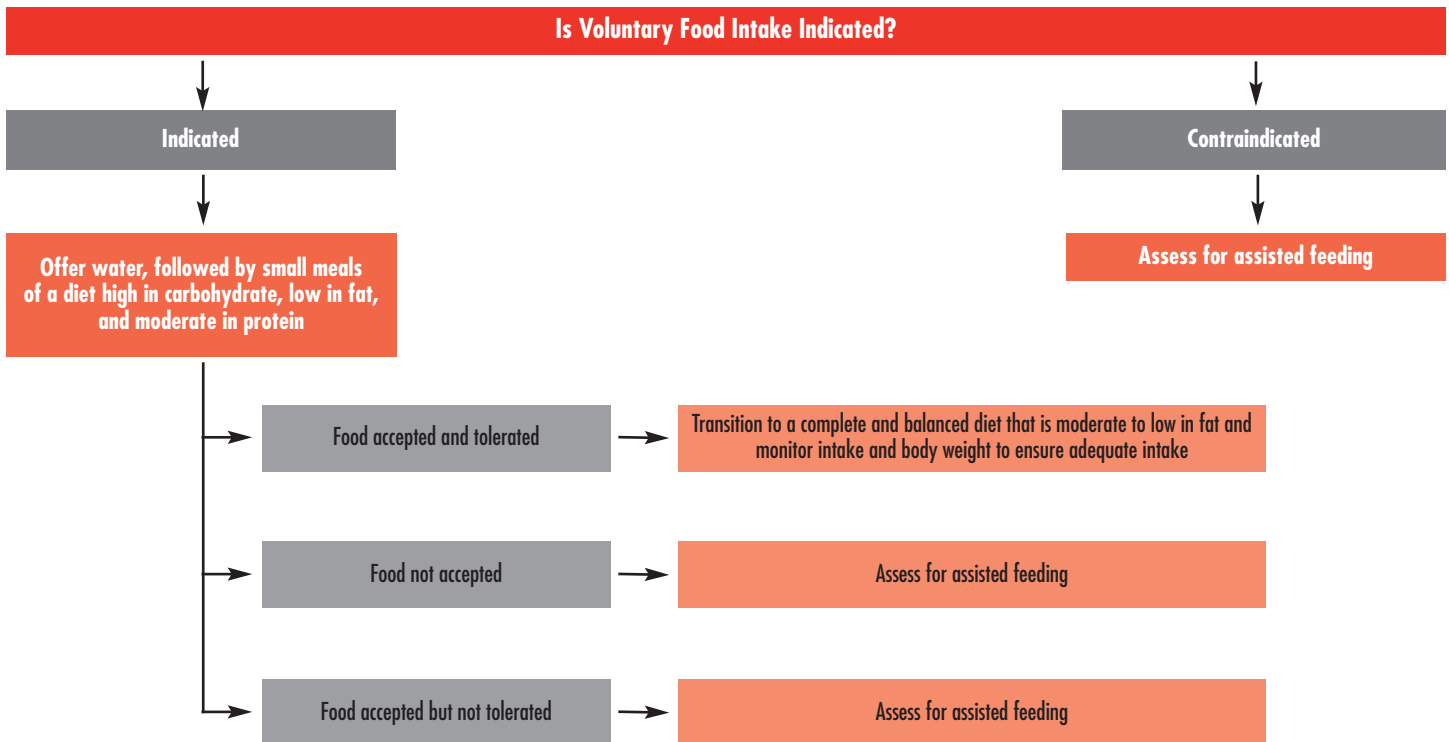 Is Voluntary Food Intake Indicated?
Indicated
Contraindicated
Offer water, followed by small meals
of a diet high in carbohydrate, low in fat,
and moderate in protein
Assess for assisted feeding
Food accepted and tolerated
Transition to a complete and balanced diet that is moderate to low in fat and
monitor intake and body weight to ensure adequate intake
Food not accepted
Assess for assisted feeding
Food accepted but not tolerated
Assess for assisted feeding